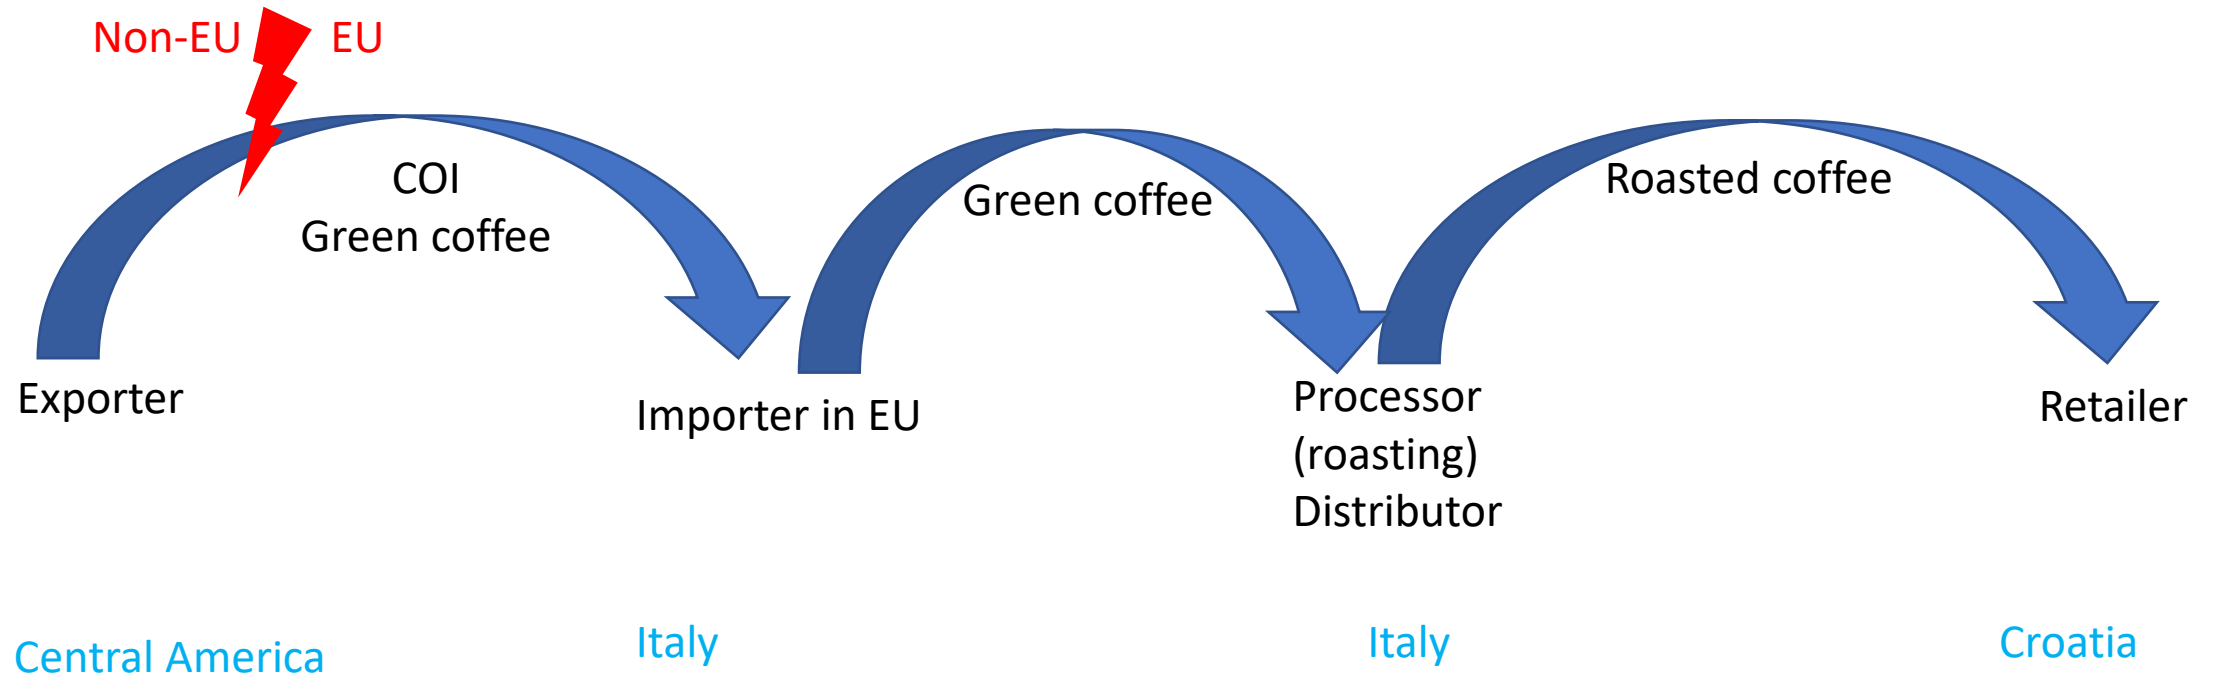 Non-EU
EU
COI
Green coffee
Green coffee
Roasted coffee
Exporter
Importer in EU
Processor
(roasting)
Distributor
Retailer
Central America
Italy
Italy
Croatia